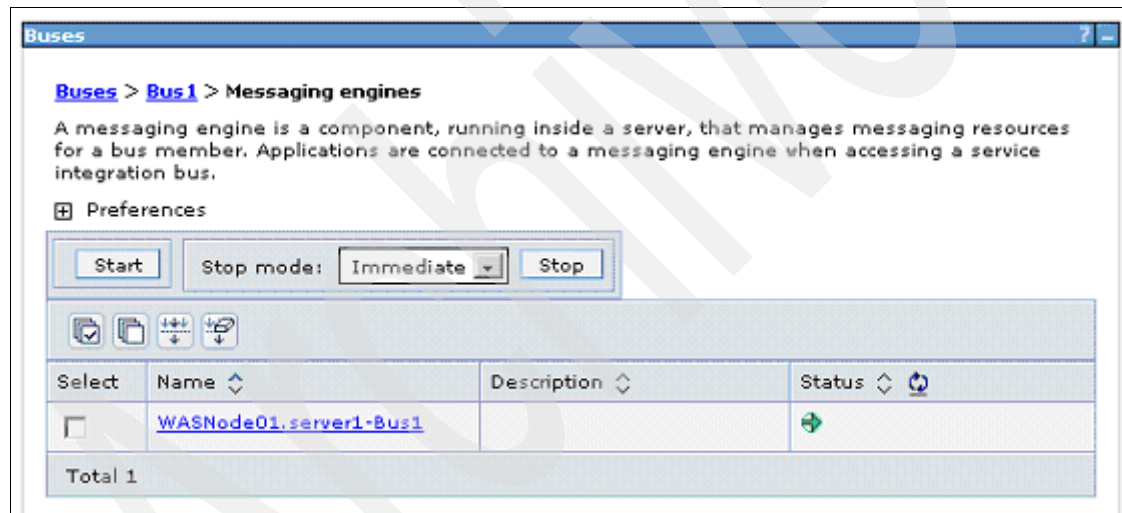 Buses ? _
Buses > Bus1 > Messaging engines
A messaging engine is a component, running inside a server, that manages messaging resources
for a bus member. Applications are connected to a messaging engine when accessing a service
integration bus.
Preferences
Start Stop mode: Immediate Stop
Select Name Description Status
WASNode01.server1-Bus1
Total 1